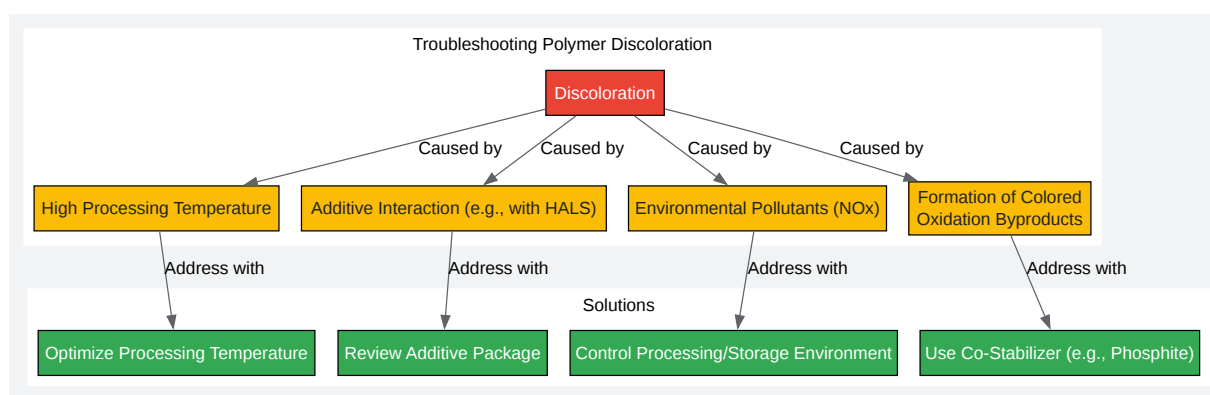 Troubleshooting Polymer Discoloration
Discoloration
Caused by
Caused by
Caused by
Caused by
High Processing Temperature
Additive Interaction (e.g., with HALS)
Environmental Pollutants (NOx)
Formation of Colored
Oxidation Byproducts
Address with
Address with
Address with
Address with
Solutions
Optimize Processing Temperature
Review Additive Package
Control Processing/Storage Environment
Use Co-Stabilizer (e.g., Phosphite)